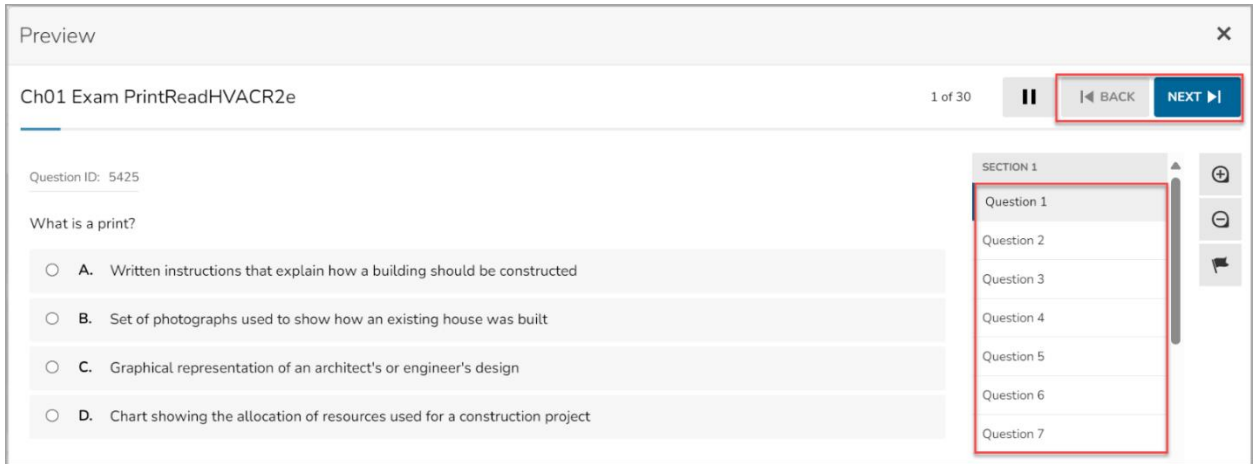 Preview
Ch01 Exam PrintReadHVACR2e
1 of 30
BACK
NEXT
Question ID: 5425
What is a print?
A. Written instructions that explain how a building should be constructed
B. Set of photographs used to show how an existing house was built
C. Graphical representation of an architect's or engineer's design
D. Chart showing the allocation of resources used for a construction project
SECTION 1
Question 1
Question 2
Question 3
Question 4
Question 5
Question 6
Question 7